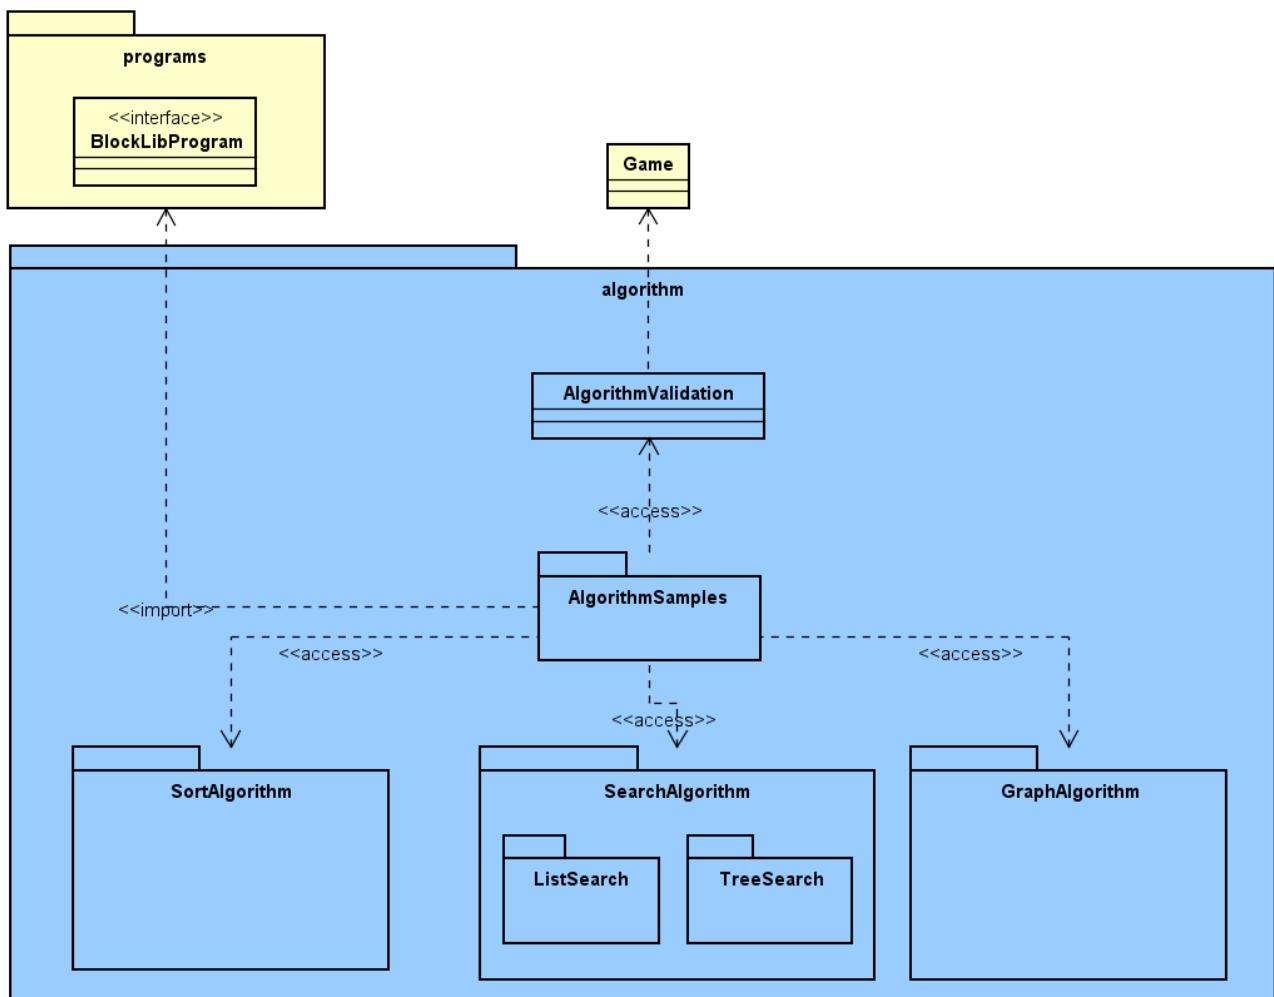 programs
<<interface>>
BlockLibProgram
Game
algorithm
AlgorithmValidation
<<access>>
AlgorithmSamples
<<import>>
<<access>>
<<access>>
<<access>>
SortAlgorithm
SearchAlgorithm
GraphAlgorithm
ListSearch
TreeSearch